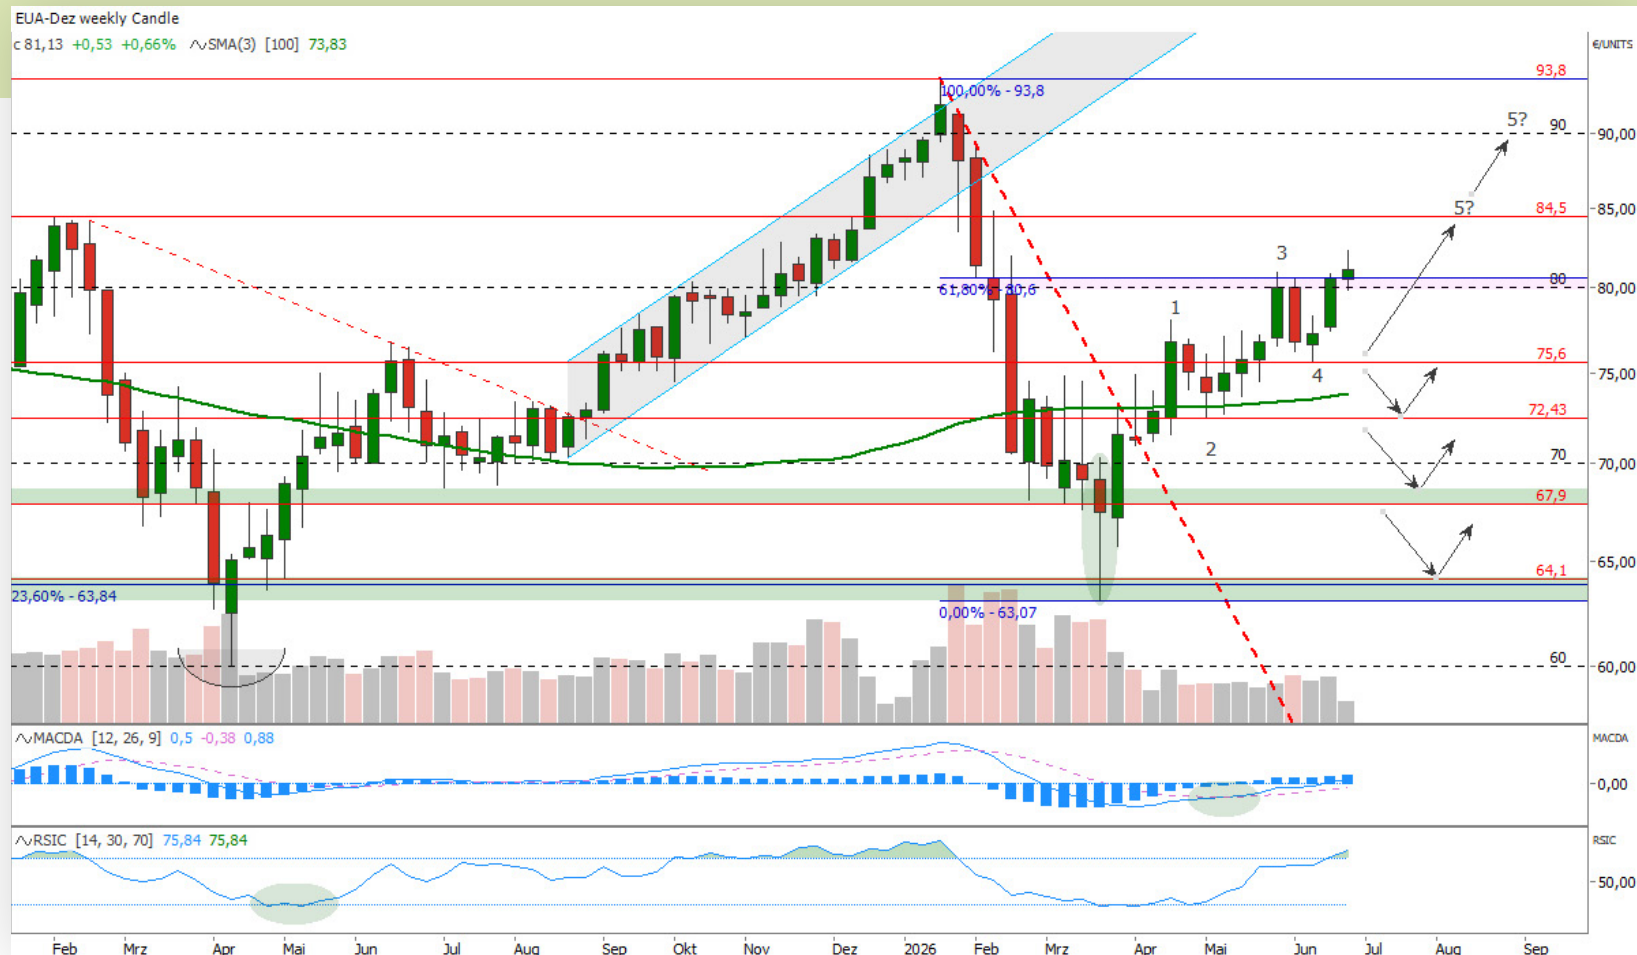 EUA-Dez weekly Candle
c 81,13 +0,53 +0,66% SMA(3) [100] 73,83
€/UNITS
93,8
100,00% - 93,8
5?
90
90,00
5?
84,5
85,00
3
61,80% - 80,6
80
80,00
1
75,6
4
75,00
72,43
2
70
70,00
67,9
65,00
64,1
23,60% - 63,84
0,00% - 63,07
60
60,00
MACDA [12, 26, 9] 0,5 -0,38 0,88
MACDA
0,00
RSIC [14, 30, 70] 75,84 75,84
RSIC
50,00
Feb Mrz Apr Mai Jun Jul Aug Sep Okt Nov Dez 2026 Feb Mrz Apr Mai Jun Jul Aug Sep